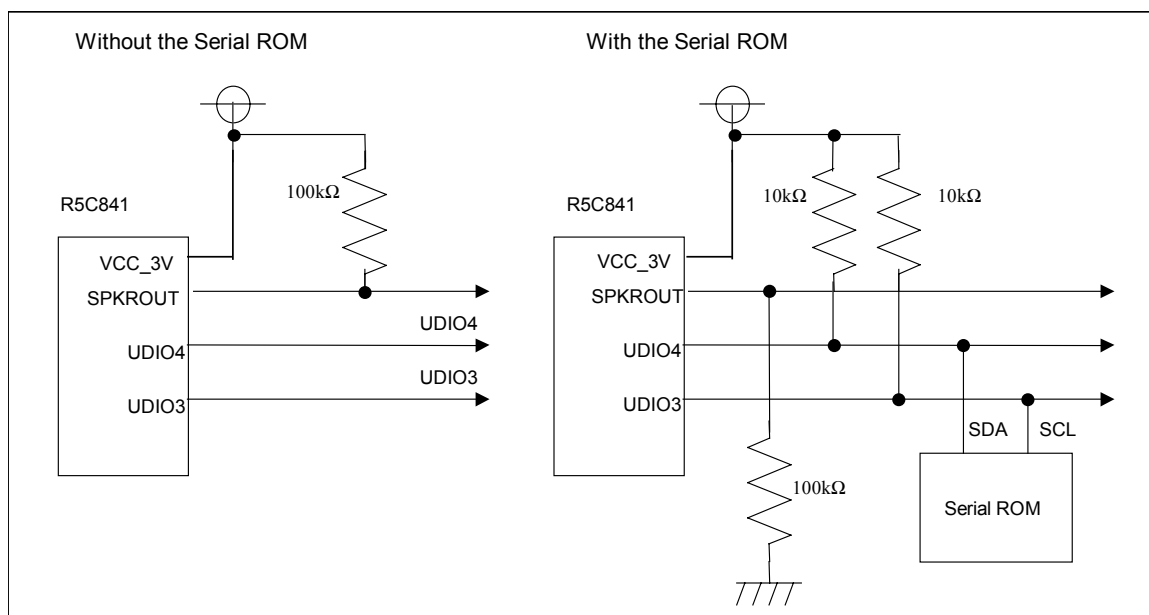 Without the Serial ROM
R5C841
100kΩ
VCC_3V
SPKROUT
UDIO4
UDIO4
UDIO3
UDIO3
With the Serial ROM
R5C841
10kΩ
10kΩ
VCC_3V
SPKROUT
UDIO4
UDIO3
SDA
SCL
100kΩ
Serial ROM